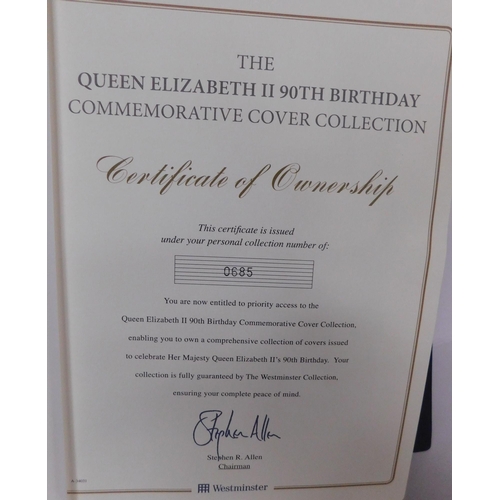 THE
QUEEN ELIZABETH II 90TH BIRTHDAY
COMMEMORATIVE COVER COLLECTION
Certificate of Ownership
This certificate is issued
under your personal collection number of:
0685
You are now entitled to priority access to the
Queen Elizabeth II 90th Birthday Commemorative Cover Collection,
enabling you to own a comprehensive collection of covers issued
to celebrate Her Majesty Queen Elizabeth II's 90th Birthday. Your
collection is fully guaranteed by The Westminster Collection,
ensuring your complete peace of mind.
Stephen Allen
Stephen R. Allen
Chairman
Westminster